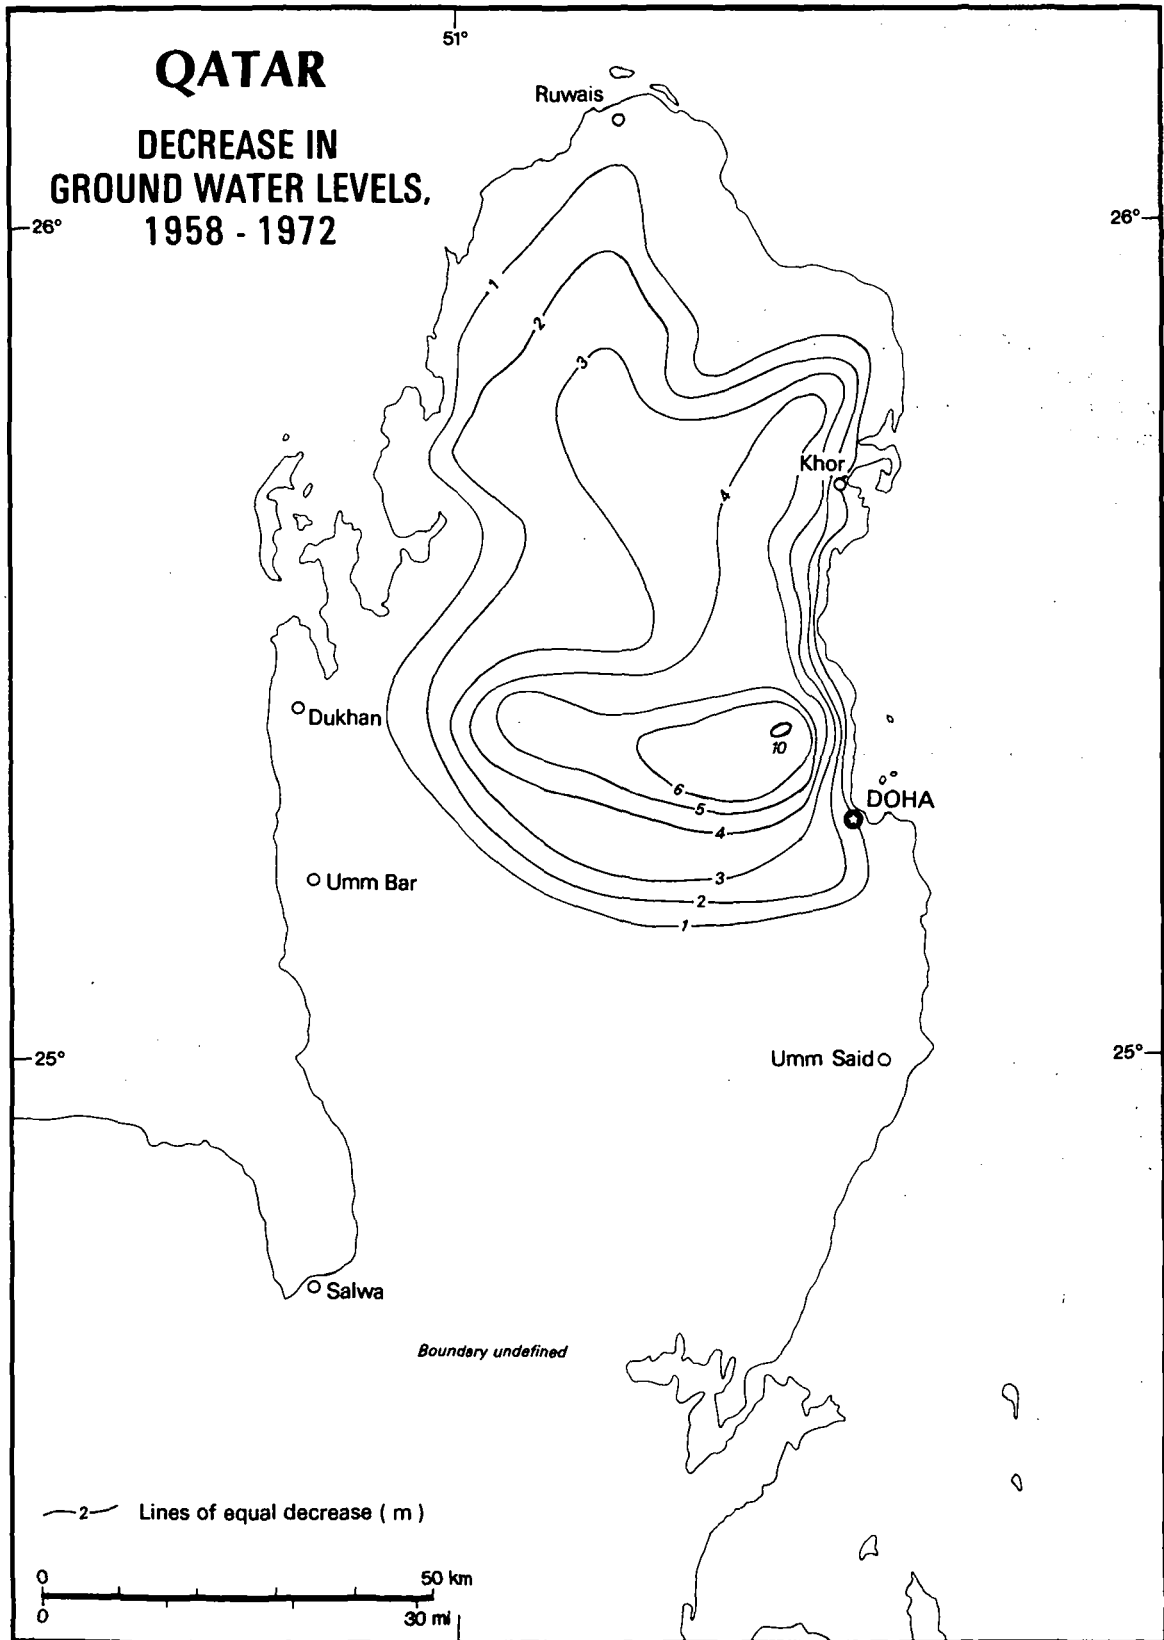 51°
QATAR
DECREASE IN
GROUND WATER LEVELS,
1958 - 1972
Ruwais
26°
26°
1
2
3
Khor
4
Dukhan
10
6
5
DOHA
4
Umm Bar
3
2
1
25°
Umm Said
25°
Salwa
Boundary undefined
2 Lines of equal decrease ( m )
0 50 km
0 30 mi